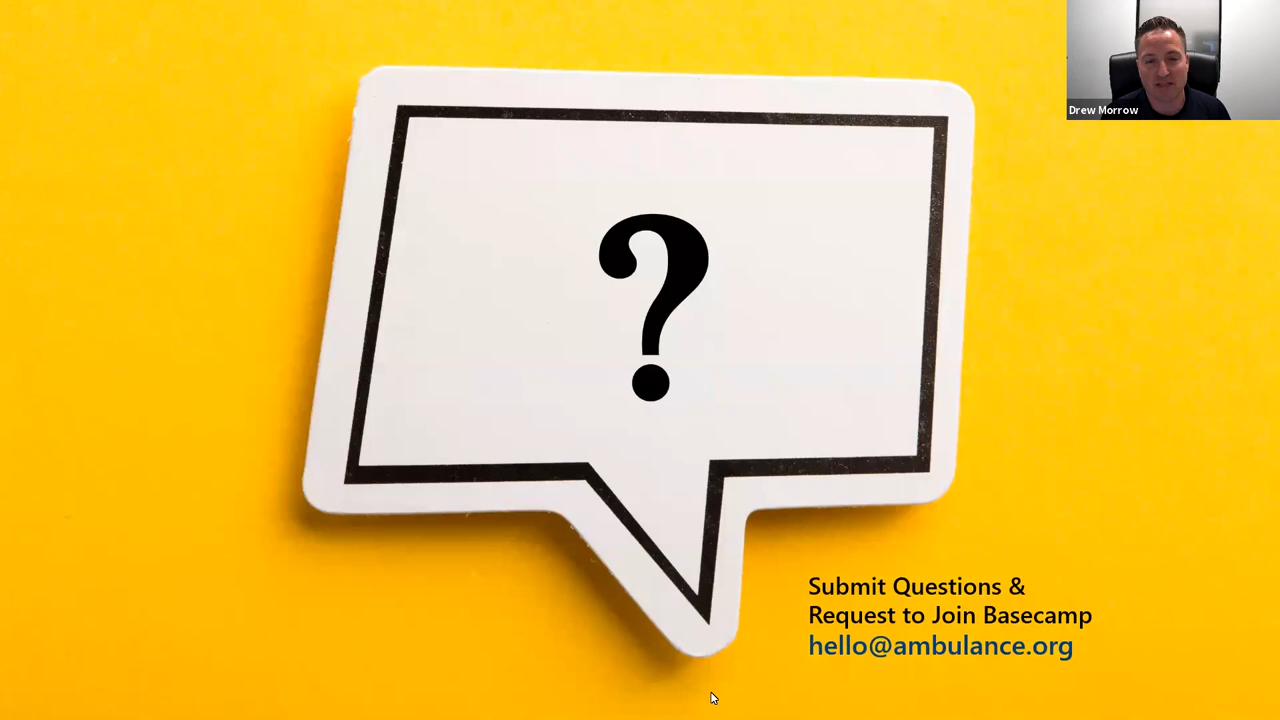 Drew Morrow
?
Submit Questions &
Request to Join Basecamp
hello@ambulance.org